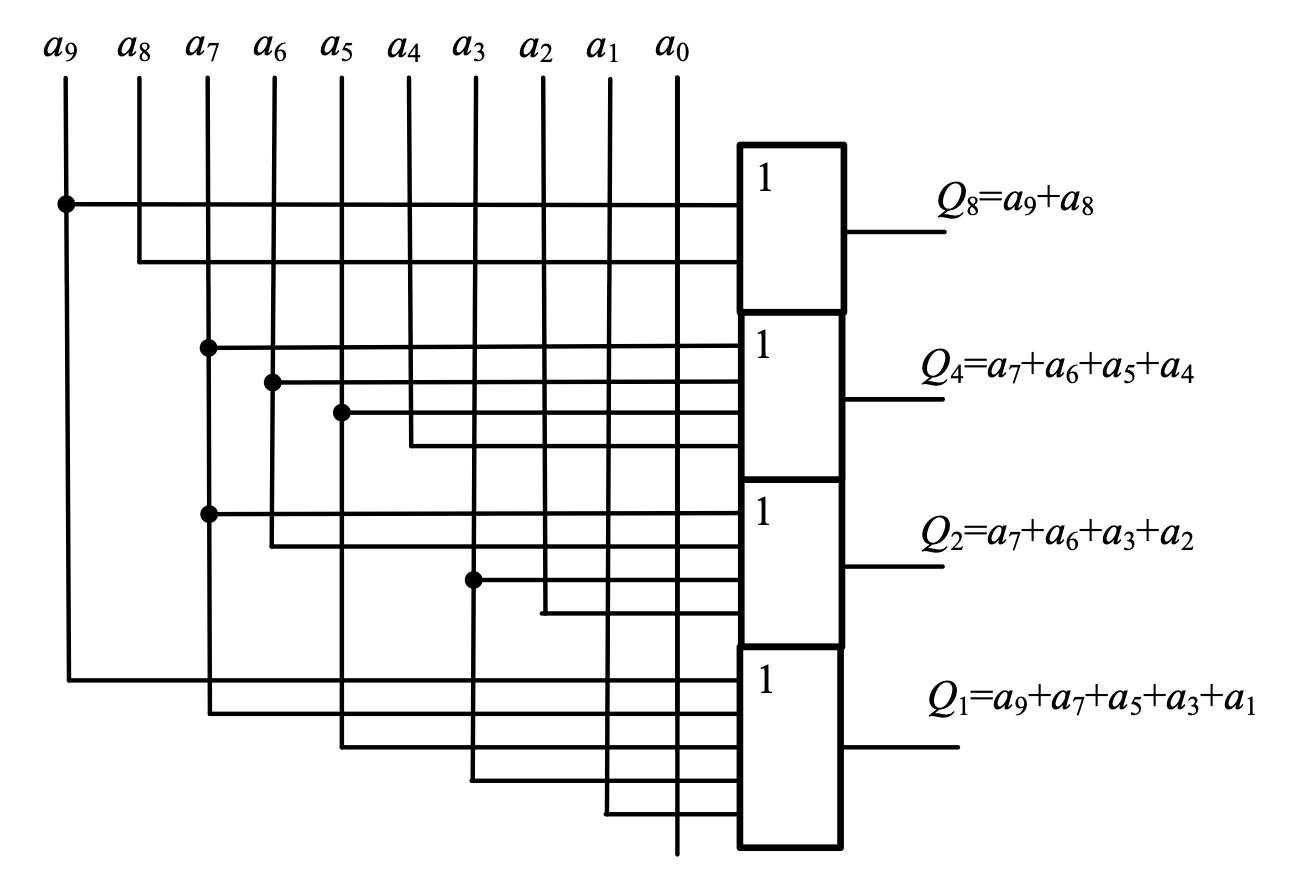 a₉ a₈ a₇ a₆ a₅ a₄ a₃ a₂ a₁ a₀
1
Q₈=a₉+a₈
1
Q₄=a₇+a₆+a₅+a₄
1
Q₂=a₇+a₆+a₃+a₂
1
Q₁=a₉+a₇+a₅+a₃+a₁